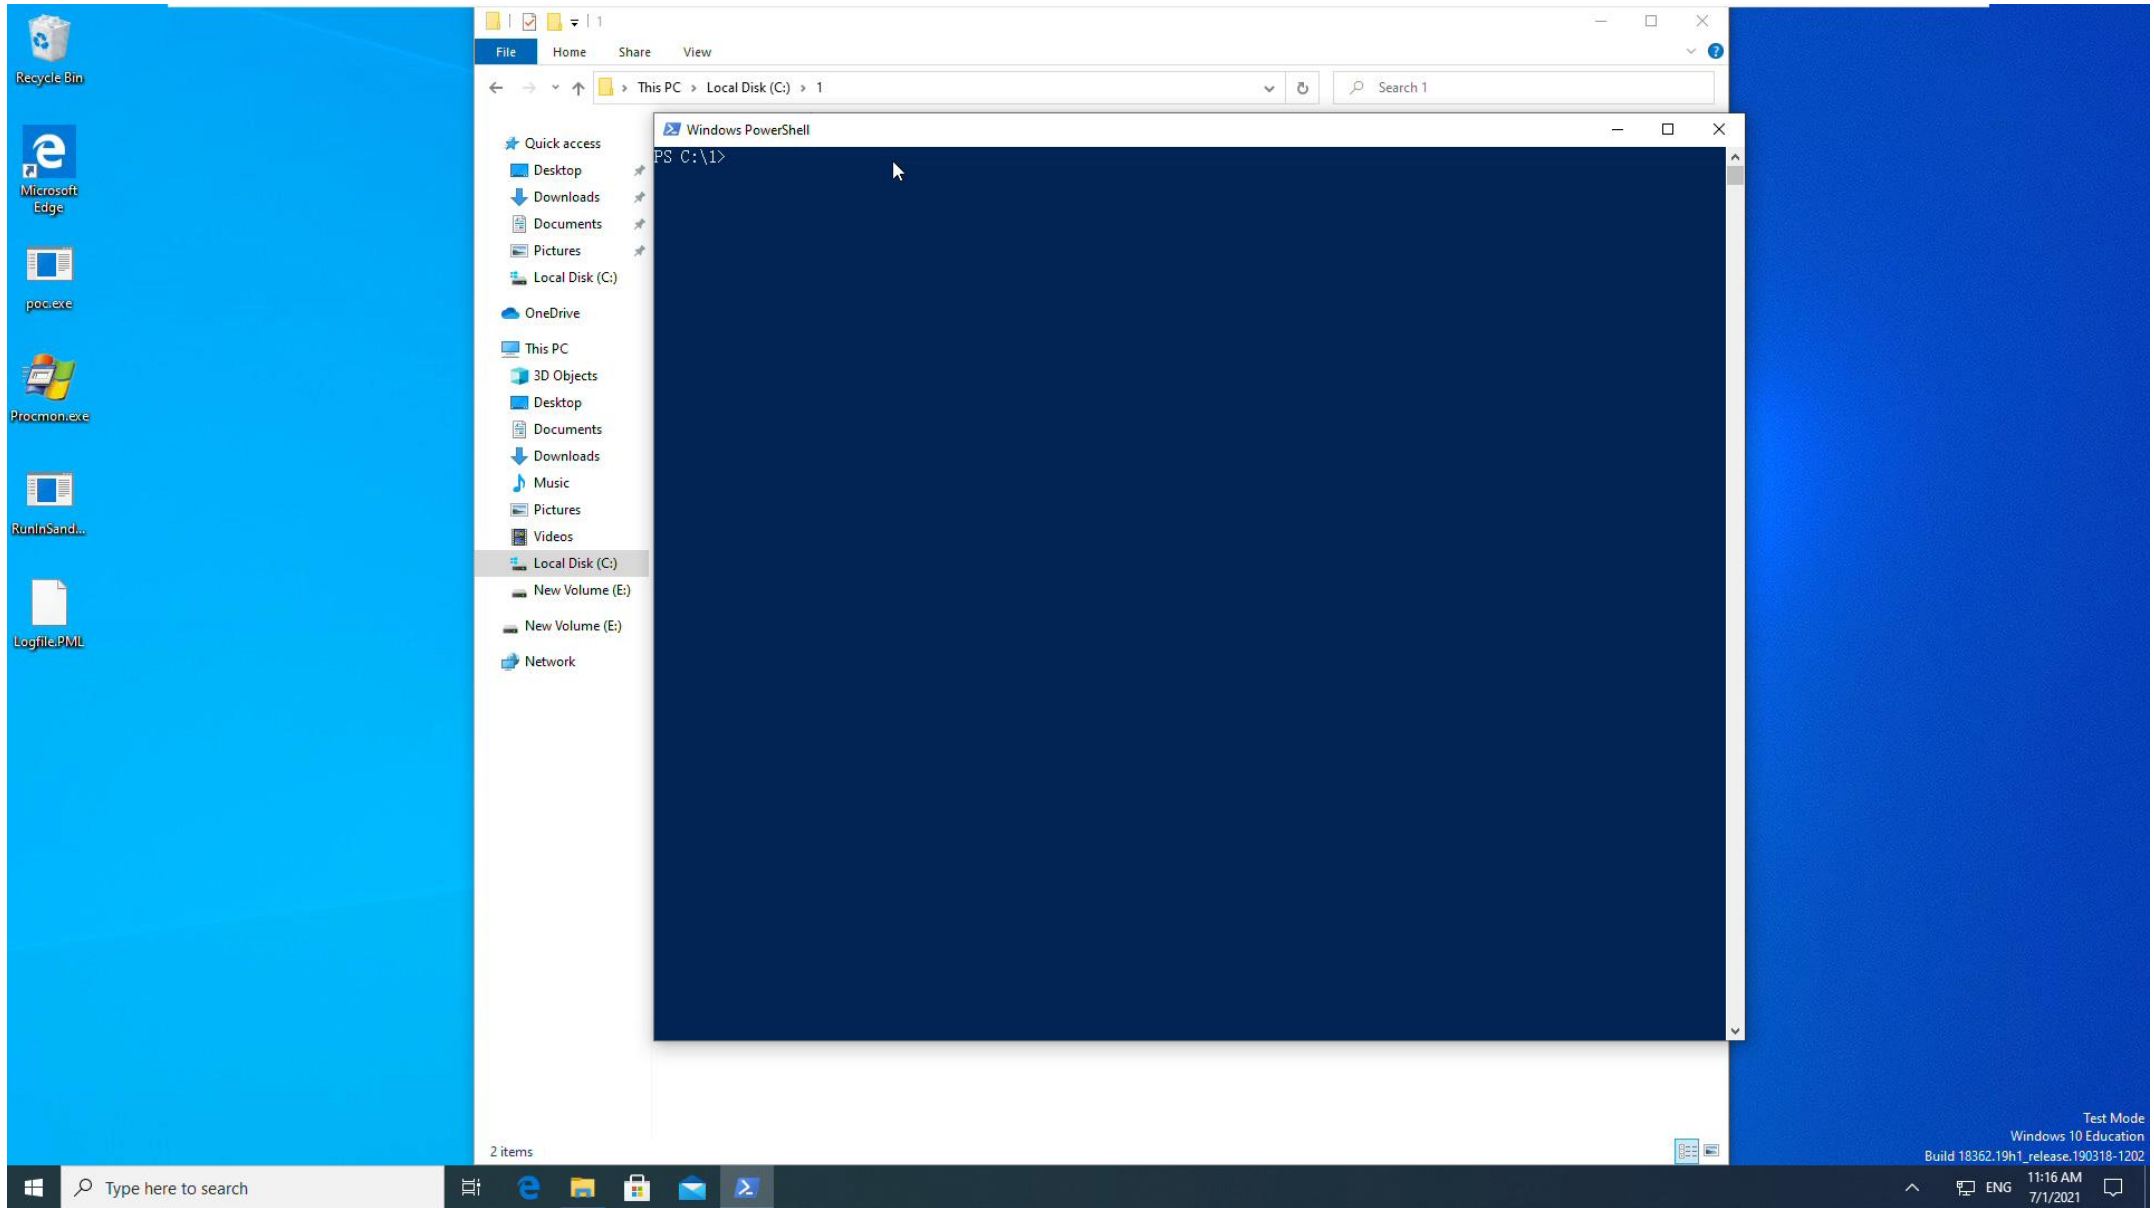 Recycle Bin
Microsoft
Edge
poc.exe
Procmon.exe
RunInSand...
Logfile.PML
1
File
Home
Share
View
This PC
Local Disk (C:)
1
Search 1
Quick access
Desktop
Downloads
Documents
Pictures
Local Disk (C:)
OneDrive
This PC
3D Objects
Desktop
Documents
Downloads
Music
Pictures
Videos
Local Disk (C:)
New Volume (E:)
New Volume (E:)
Network
2 items
Windows PowerShell
PS C:\1>
Test Mode
Windows 10 Education
Build 18362.19h1_release.190318-1202
Type here to search
ENG
11:16 AM
7/1/2021